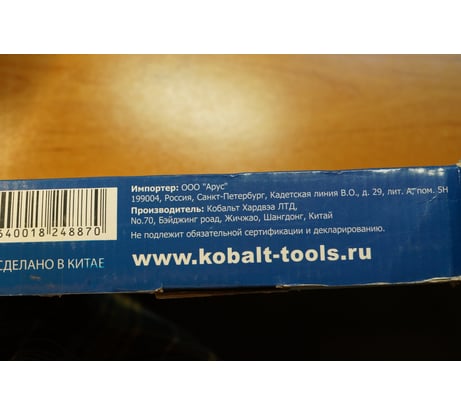 Импортер: ООО "Арус"
199004, Россия, Санкт-Петербург, Кадетская линия В.О., д. 29, лит. А, пом. 5Н
Производитель: Кобальт Хардвэа ЛТД,
No.70, Бэйджинг роад, Жичжао, Шангдонг, Китай
Не подлежит обязательной сертификации и декларированию.
www.kobalt-tools.ru
640018 248870
СДЕЛАНО В КИТАЕ